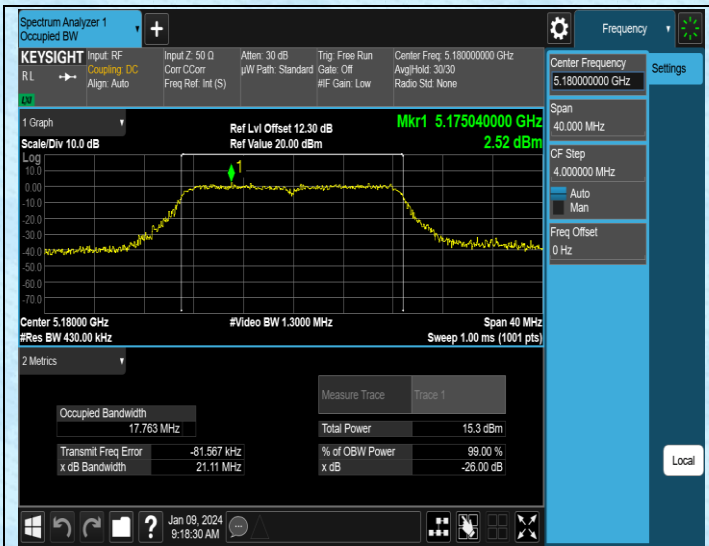 Spectrum Analyzer 1
Occupied BW
+
Frequency
KEYSIGHT
RL
LXI
Input: RF
Coupling: DC
Align: Auto
Input Z: 50 Ω
Corr CCorr
Freq Ref: Int (S)
Atten: 30 dB
µW Path: Standard
Trig: Free Run
Gate: Off
#IF Gain: Low
Center Freq: 5.180000000 GHz
Avg|Hold: 30/30
Radio Std: None
Center Frequency
5.180000000 GHz
Settings
Span
40.000 MHz
CF Step
4.000000 MHz
Auto
Man
Freq Offset
0 Hz
Local
1 Graph
Scale/Div 10.0 dB
Ref Lvl Offset 12.30 dB
Ref Value 20.00 dBm
Mkr1 5.175040000 GHz
2.52 dBm
Log
10.0
0.00
-10.0
-20.0
-30.0
-40.0
-50.0
-60.0
-70.0
1
Center 5.18000 GHz
#Res BW 430.00 kHz
#Video BW 1.3000 MHz
Span 40 MHz
Sweep 1.00 ms (1001 pts)
2 Metrics
Measure Trace Trace 1
Occupied Bandwidth
17.763 MHz
Total Power 15.3 dBm
Transmit Freq Error -81.567 kHz
% of OBW Power 99.00 %
x dB Bandwidth 21.11 MHz
x dB -26.00 dB
?
Jan 09, 2024
9:18:30 AM